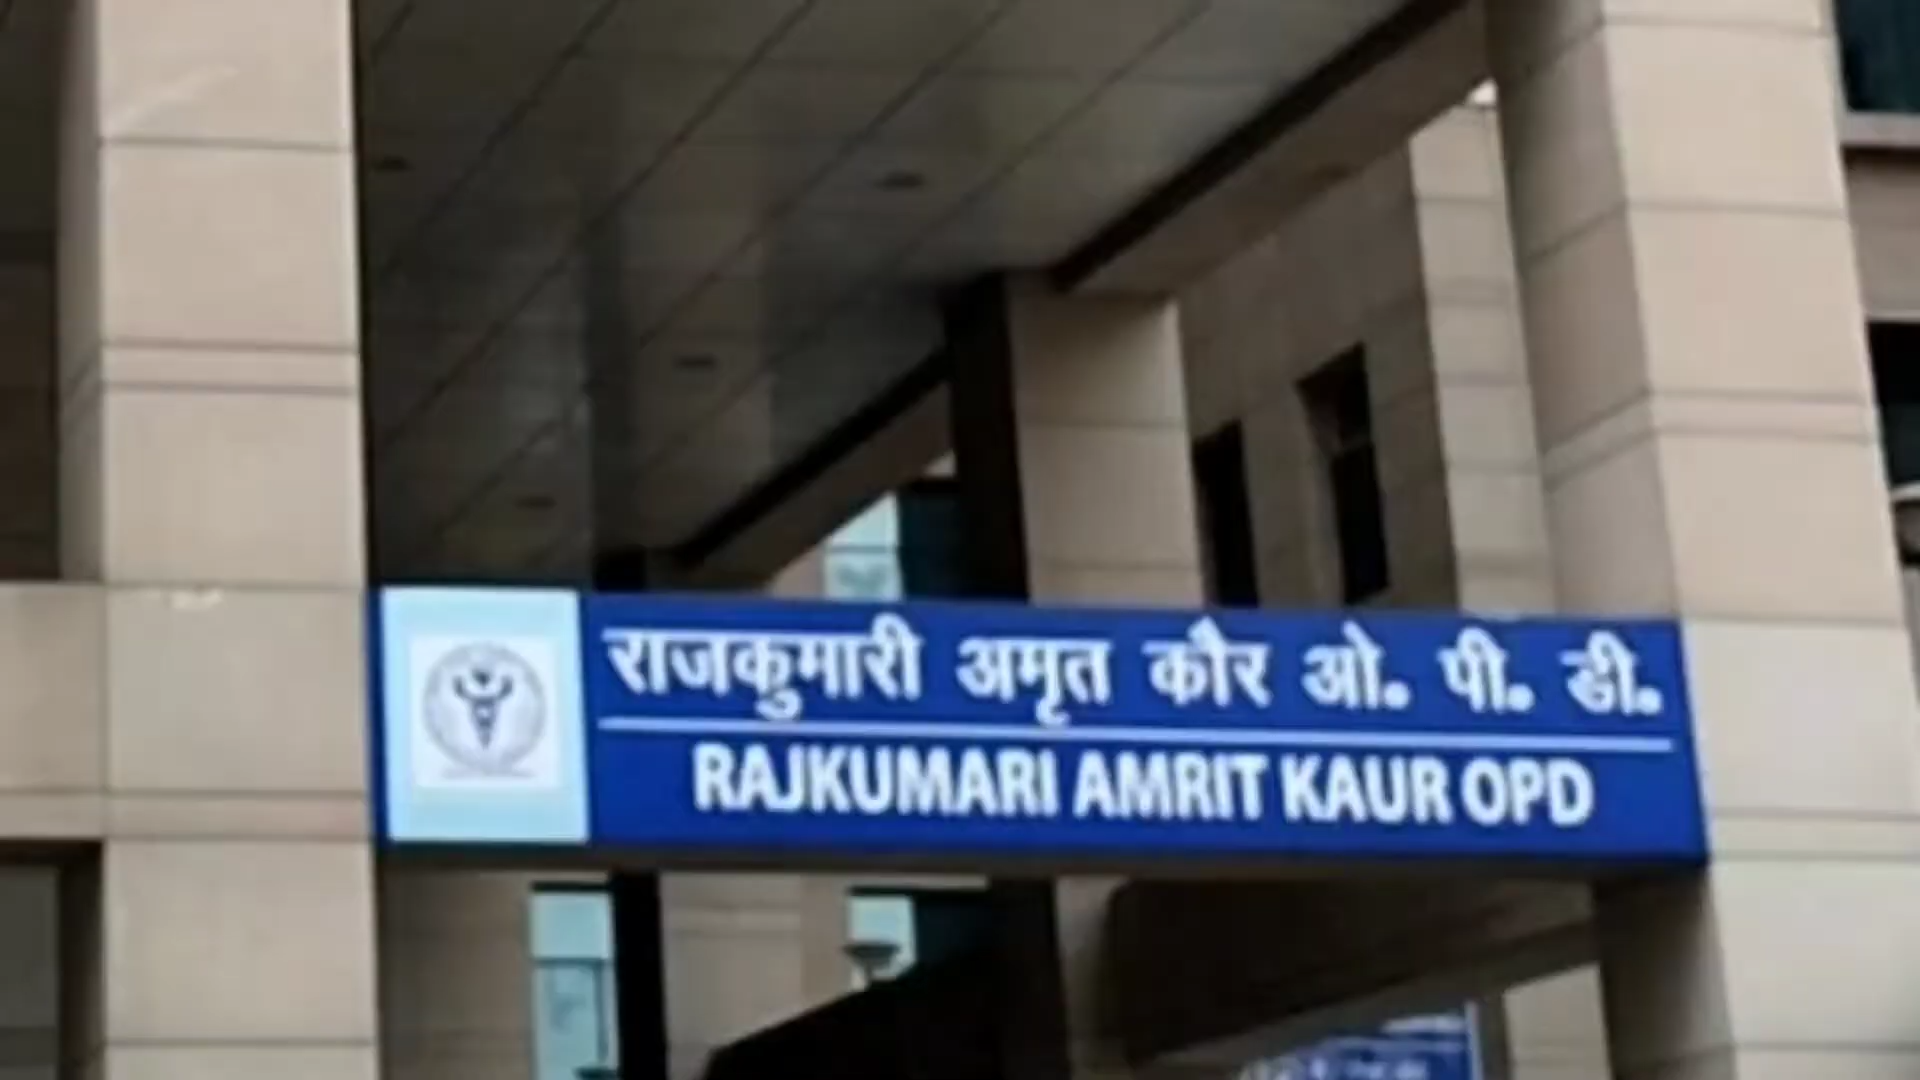 राजकुमारी अमृत कौर ओ. पी. डी.
RAJKUMARI AMRIT KAUR OPD